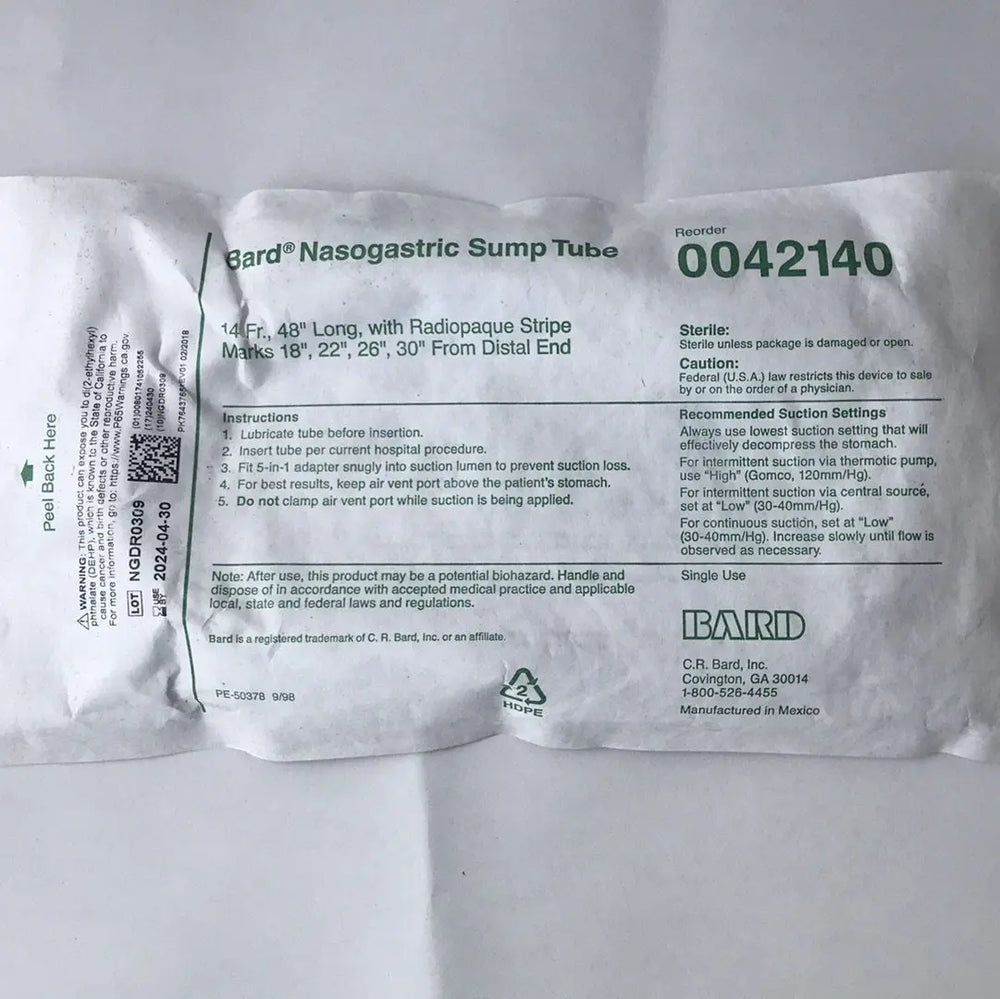 Peel Back Here
⚠ WARNING: This product can expose you to di(2-ethylhexyl)
phthalate (DEHP), which is known to the State of California to
cause cancer and birth defects or other reproductive harm.
For more information, go to: https://www.P65Warnings.ca.gov.
LOT NGDR0309
USE BY 2024-04-30
(17)240430
(10)NGDR0309
02/2018
Bard® Nasogastric Sump Tube
14 Fr., 48" Long, with Radiopaque Stripe
Marks 18", 22", 26", 30" From Distal End
Instructions
1. Lubricate tube before insertion.
2. Insert tube per current hospital procedure.
3. Fit 5-in-1 adapter snugly into suction lumen to prevent suction loss.
4. For best results, keep air vent port above the patient's stomach.
5. Do not clamp air vent port while suction is being applied.
Note: After use, this product may be a potential biohazard. Handle and
dispose of in accordance with accepted medical practice and applicable
local, state and federal laws and regulations.
Bard is a registered trademark of C. R. Bard, Inc. or an affiliate.
PE-50378 9/98
2
HDPE
Reorder
0042140
Sterile:
Sterile unless package is damaged or open.
Caution:
Federal (U.S.A.) law restricts this device to sale
by or on the order of a physician.
Recommended Suction Settings
Always use lowest suction setting that will
effectively decompress the stomach.
For intermittent suction via thermotic pump,
use "High" (Gomco, 120mm/Hg).
For intermittent suction via central source,
set at "Low" (30-40mm/Hg).
For continuous suction, set at "Low"
(30-40mm/Hg). Increase slowly until flow is
observed as necessary.
Single Use
BARD
C.R. Bard, Inc.
Covington, GA 30014
1-800-526-4455
Manufactured in Mexico